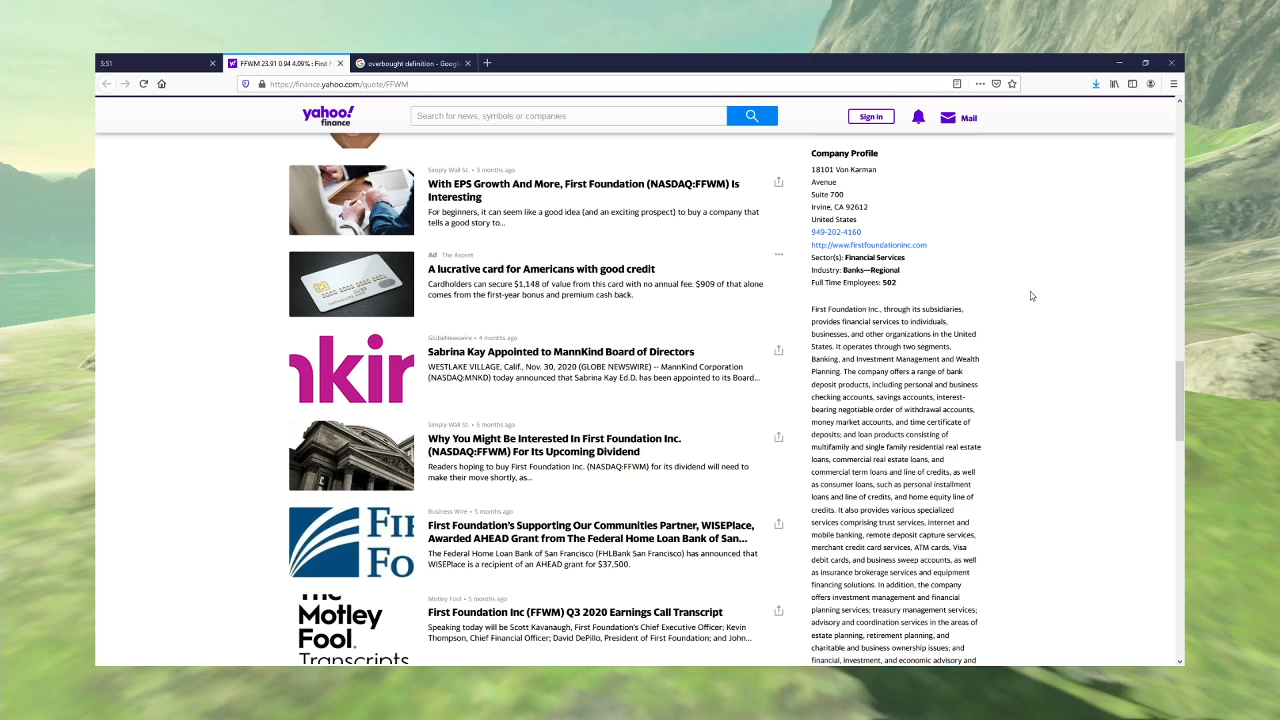 3:51
FFWM 23.91 0.94 4.09% : First F
overbought definition - Googl
https://finance.yahoo.com/quote/FFWM
yahoo!
finance
Search for news, symbols or companies
Sign in
Mail
Simply Wall St. • 3 months ago
With EPS Growth And More, First Foundation (NASDAQ:FFWM) Is
Interesting
For beginners, it can seem like a good idea (and an exciting prospect) to buy a company that
tells a good story to...
Ad The Ascent
A lucrative card for Americans with good credit
Cardholders can secure $1,148 of value from this card with no annual fee. $909 of that alone
comes from the first-year bonus and premium cash back.
nkin
GlobeNewswire • 4 months ago
Sabrina Kay Appointed to MannKind Board of Directors
WESTLAKE VILLAGE, Calif., Nov. 30, 2020 (GLOBE NEWSWIRE) -- MannKind Corporation
(NASDAQ:MNKD) today announced that Sabrina Kay Ed.D. has been appointed to its Board...
Simply Wall St. • 5 months ago
Why You Might Be Interested In First Foundation Inc.
(NASDAQ:FFWM) For Its Upcoming Dividend
Readers hoping to buy First Foundation Inc. (NASDAQ:FFWM) for its dividend will need to
make their move shortly, as...
FI
Fo
Business Wire • 5 months ago
First Foundation's Supporting Our Communities Partner, WISEPlace,
Awarded AHEAD Grant from The Federal Home Loan Bank of San...
The Federal Home Loan Bank of San Francisco (FHLBank San Francisco) has announced that
WISEPlace is a recipient of an AHEAD grant for $37,500.
The
Motley
Fool.
Transcripts
Motley Fool • 5 months ago
First Foundation Inc (FFWM) Q3 2020 Earnings Call Transcript
Speaking today will be Scott Kavanaugh, First Foundation's Chief Executive Officer; Kevin
Thompson, Chief Financial Officer; David DePillo, President of First Foundation; and John...
Company Profile
18101 Von Karman
Avenue
Suite 700
Irvine, CA 92612
United States
949-202-4160
http://www.firstfoundationinc.com
Sector(s): Financial Services
Industry: Banks—Regional
Full Time Employees: 502
First Foundation Inc., through its subsidiaries,
provides financial services to individuals,
businesses, and other organizations in the United
States. It operates through two segments,
Banking, and Investment Management and Wealth
Planning. The company offers a range of bank
deposit products, including personal and business
checking accounts, savings accounts, interest-
bearing negotiable order of withdrawal accounts,
money market accounts, and time certificate of
deposits; and loan products consisting of
multifamily and single family residential real estate
loans, commercial real estate loans, and
commercial term loans and line of credits, as well
as consumer loans, such as personal installment
loans and line of credits, and home equity line of
credits. It also provides various specialized
services comprising trust services, internet and
mobile banking, remote deposit capture services,
merchant credit card services, ATM cards, Visa
debit cards, and business sweep accounts, as well
as insurance brokerage services and equipment
financing solutions. In addition, the company
offers investment management and financial
planning services; treasury management services;
advisory and coordination services in the areas of
estate planning, retirement planning, and
charitable and business ownership issues; and
financial, investment, and economic advisory and